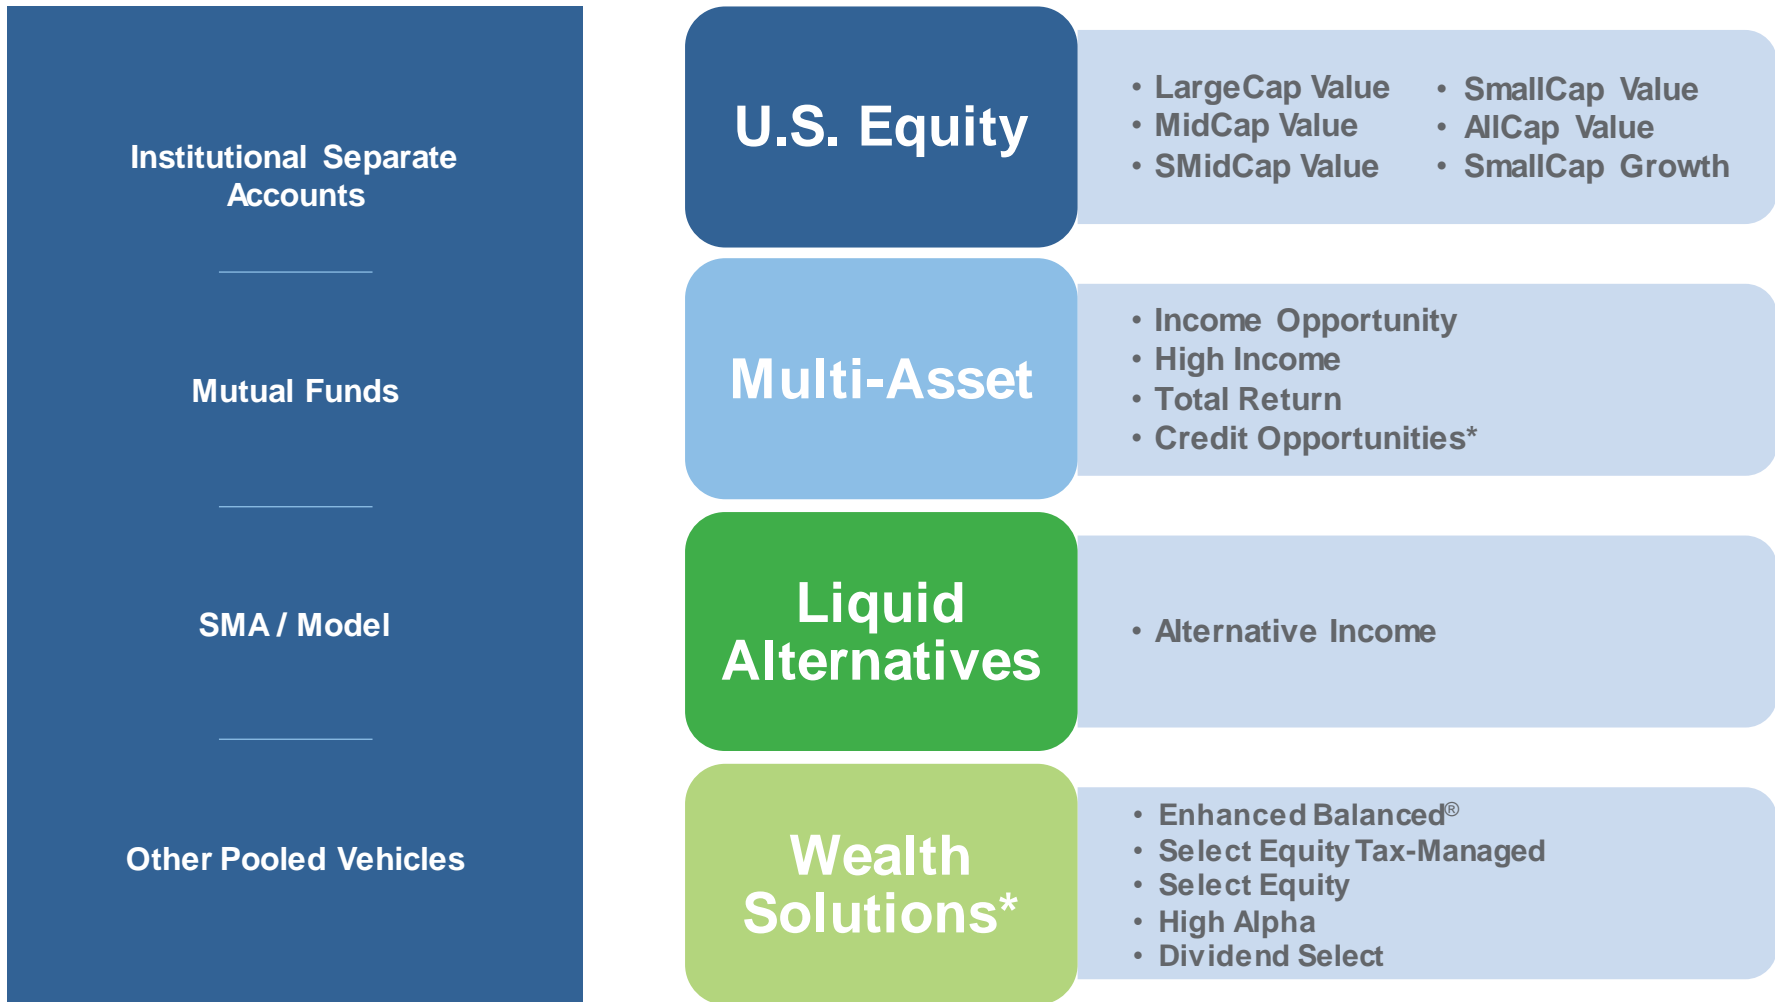 Institutional Separate
Accounts
Mutual Funds
SMA / Model
Other Pooled Vehicles
U.S. Equity
• LargeCap Value
• MidCap Value
• SMidCap Value
• SmallCap Value
• AllCap Value
• SmallCap Growth
Multi-Asset
• Income Opportunity
• High Income
• Total Return
• Credit Opportunities*
Liquid
Alternatives
• Alternative Income
Wealth
Solutions*
• Enhanced Balanced®
• Select Equity Tax-Managed
• Select Equity
• High Alpha
• Dividend Select